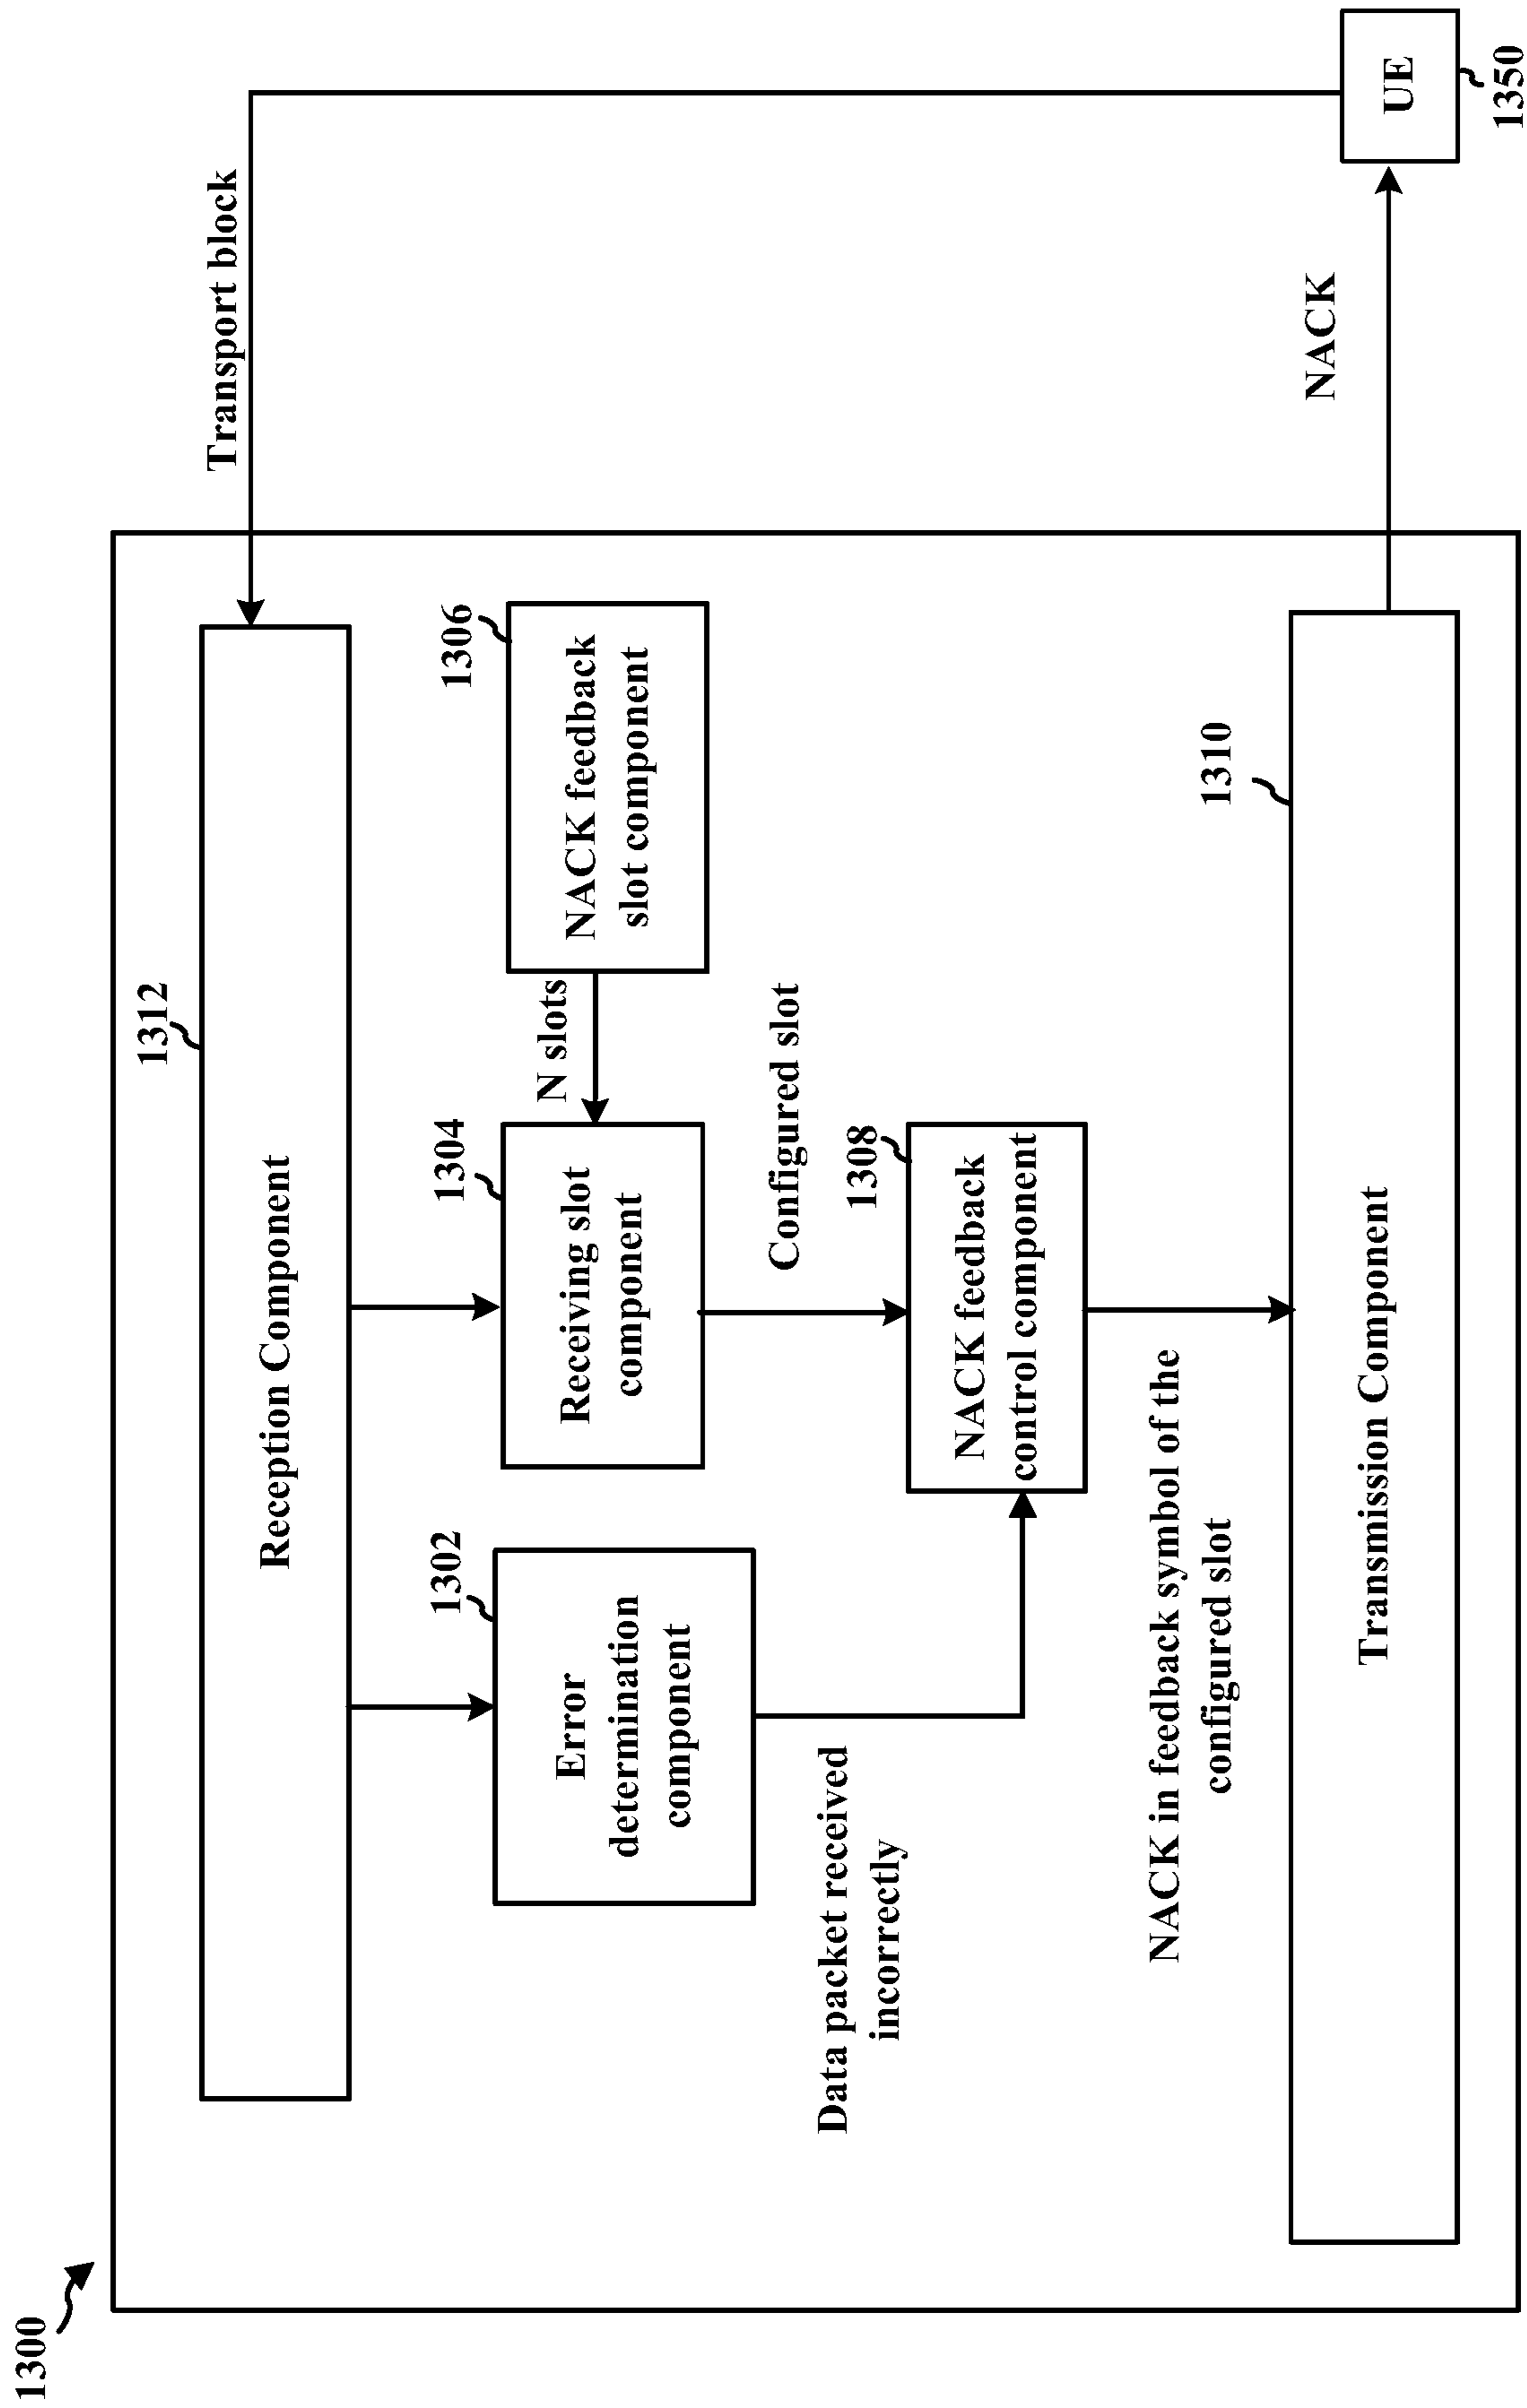 1300
1312
Reception Component
Transport block
1302
Error
determination
component
1304
Receiving slot
component
N slots
1306
NACK feedback
slot component
Data packet received
incorrectly
Configured slot
1308
NACK feedback
control component
NACK in feedback symbol of the
configured slot
1310
Transmission Component
NACK
UE
1350